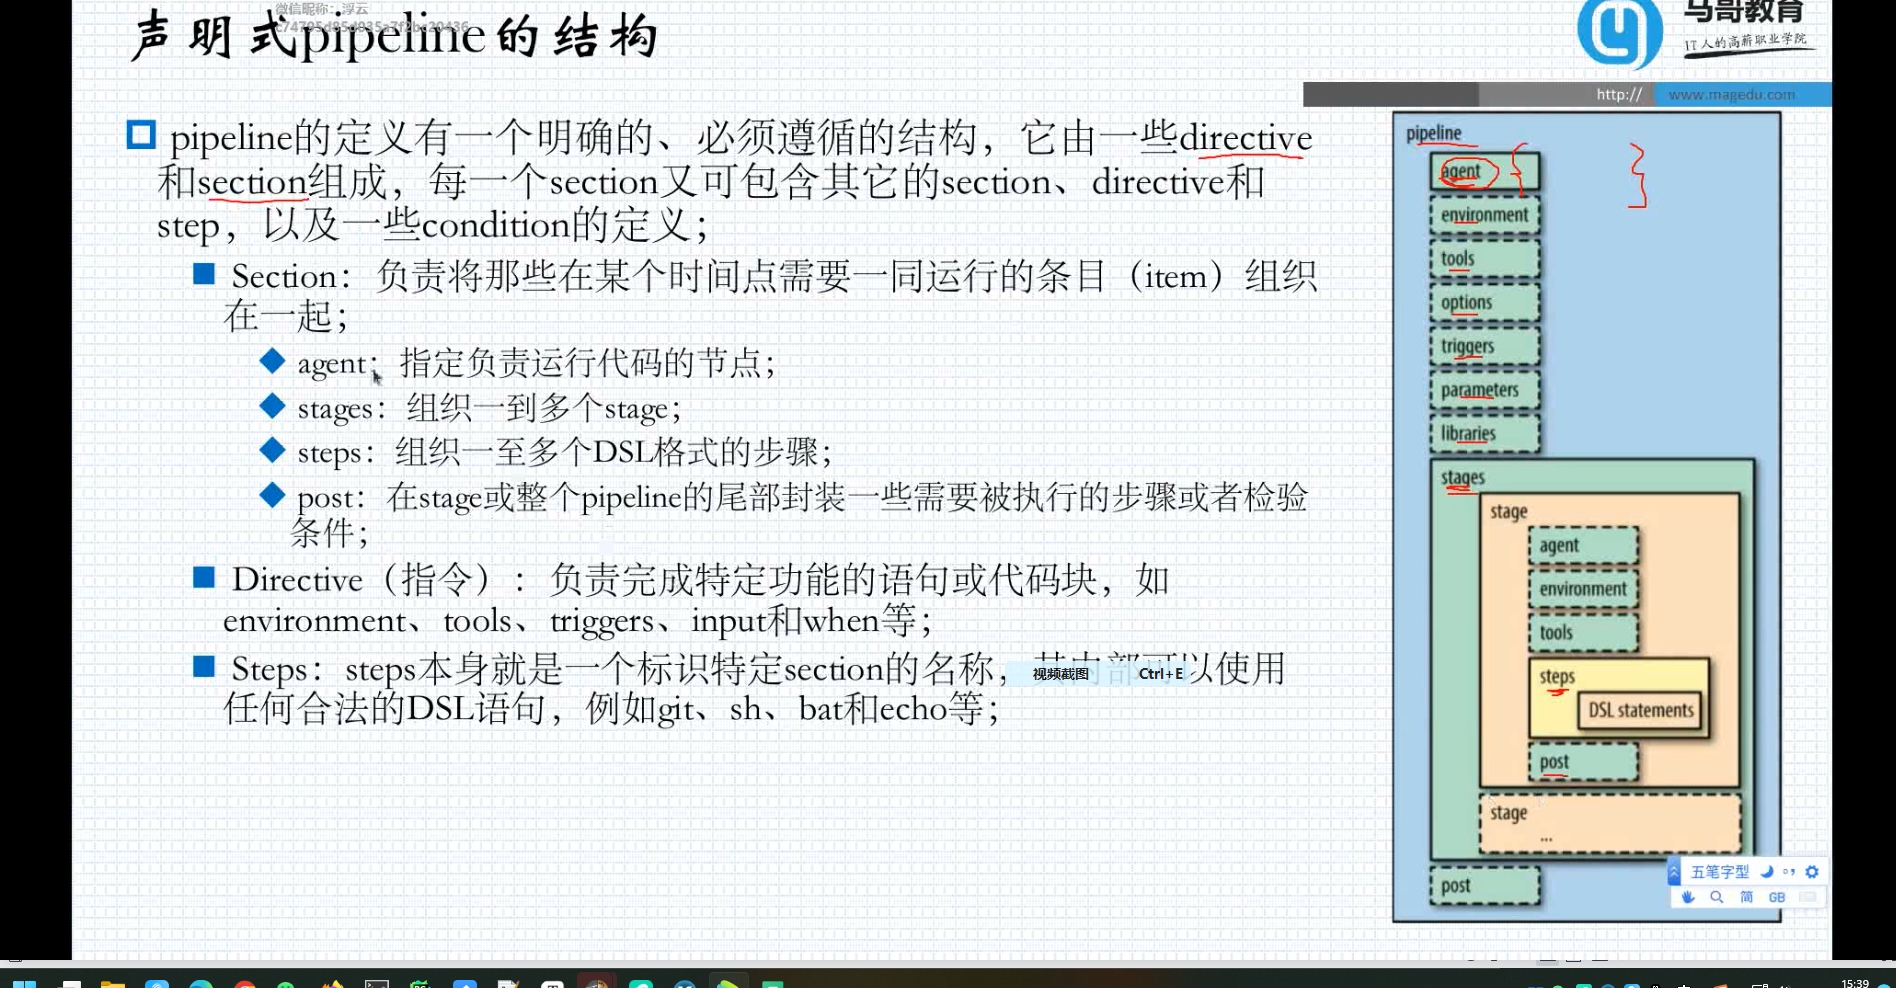 微信昵称：浮云
声明式pipeline的结构
马哥教育
IT人的高薪职业学院
http://
www.magedu.com
pipeline的定义有一个明确的、必须遵循的结构，它由一些directive
和section组成，每一个section又可包含其它的section、directive和
step，以及一些condition的定义；
Section：负责将那些在某个时间点需要一同运行的条目（item）组织
在一起；
agent：指定负责运行代码的节点；
stages：组织一到多个stage；
steps：组织一至多个DSL格式的步骤；
post：在stage或整个pipeline的尾部封装一些需要被执行的步骤或者检验
条件；
Directive（指令）：负责完成特定功能的语句或代码块，如
environment、tools、triggers、input和when等；
Steps：steps本身就是一个标识特定section的名称，其内部可以使用
视频截图 Ctrl+E
任何合法的DSL语句，例如git、sh、bat和echo等；
pipeline
agent
environment
tools
options
triggers
parameters
libraries
stages
stage
agent
environment
tools
steps
DSL statements
post
stage
...
post
五笔字型
简 GB
15:39